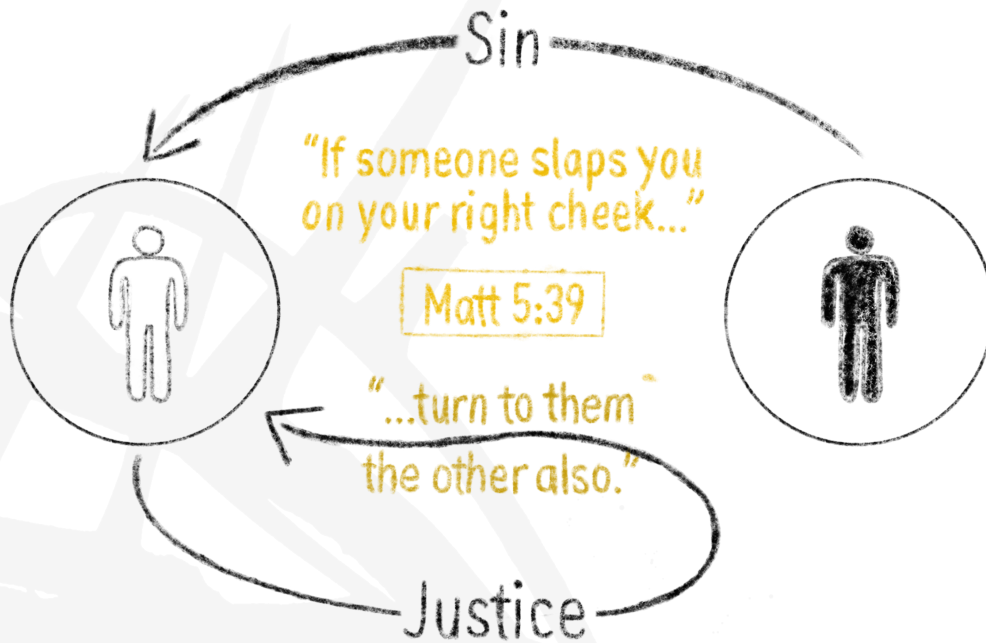 Sin
“If someone slaps you
on your right cheek...”
Matt 5:39
“...turn to them
the other also.”
Justice